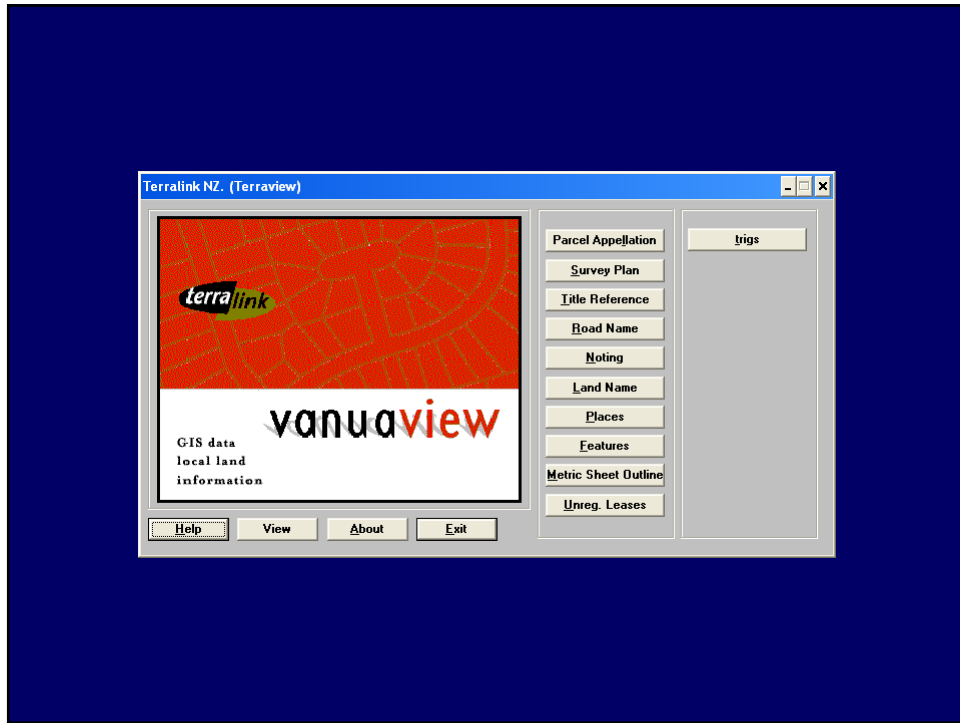 Terralink NZ. (Terraview)
terralink
vanuaview
GIS data
local land
information
Help
View
About
Exit
Parcel Appellation
Survey Plan
Title Reference
Road Name
Noting
Land Name
Places
Features
Metric Sheet Outline
Unreg. Leases
trigs